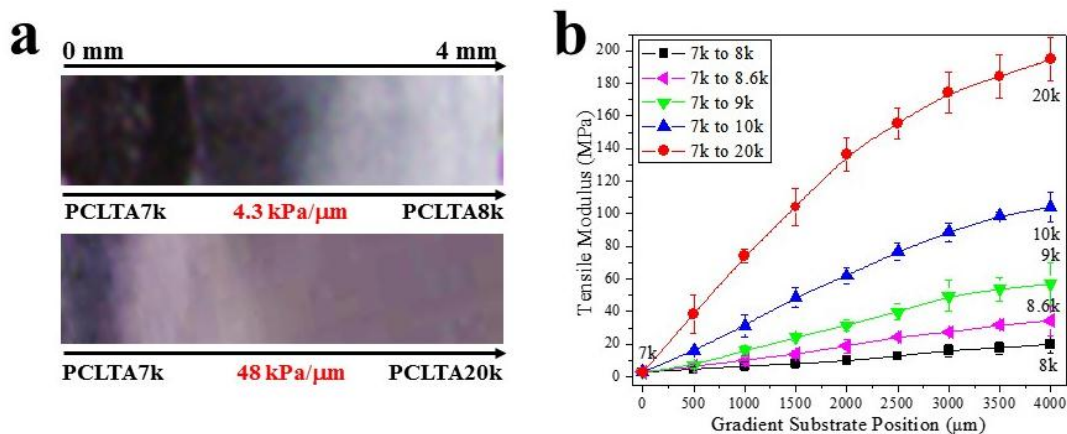 a
0 mm 4 mm
PCLTA7k 4.3 kPa/μm PCLTA8k
PCLTA7k 48 kPa/μm PCLTA20k
b
Tensile Modulus (MPa)
200
180
160
140
120
100
80
60
40
20
0
7k to 8k
7k to 8.6k
7k to 9k
7k to 10k
7k to 20k
20k
10k
9k
8.6k
8k
7k
0 500 1000 1500 2000 2500 3000 3500 4000
Gradient Substrate Position (μm)